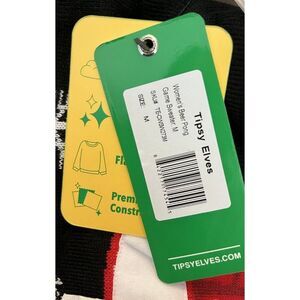 Tipsy Elves
Women's Beer Pong
Game Sweater: M
SIZE: M
TIPSYELVES.COM
Premi
Constr